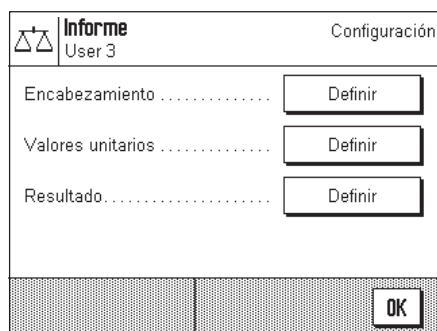 Informe Configuración
User 3
Encabezamiento .............. Definir
Valores unitarios ............. Definir
Resultado..................... Definir
OK